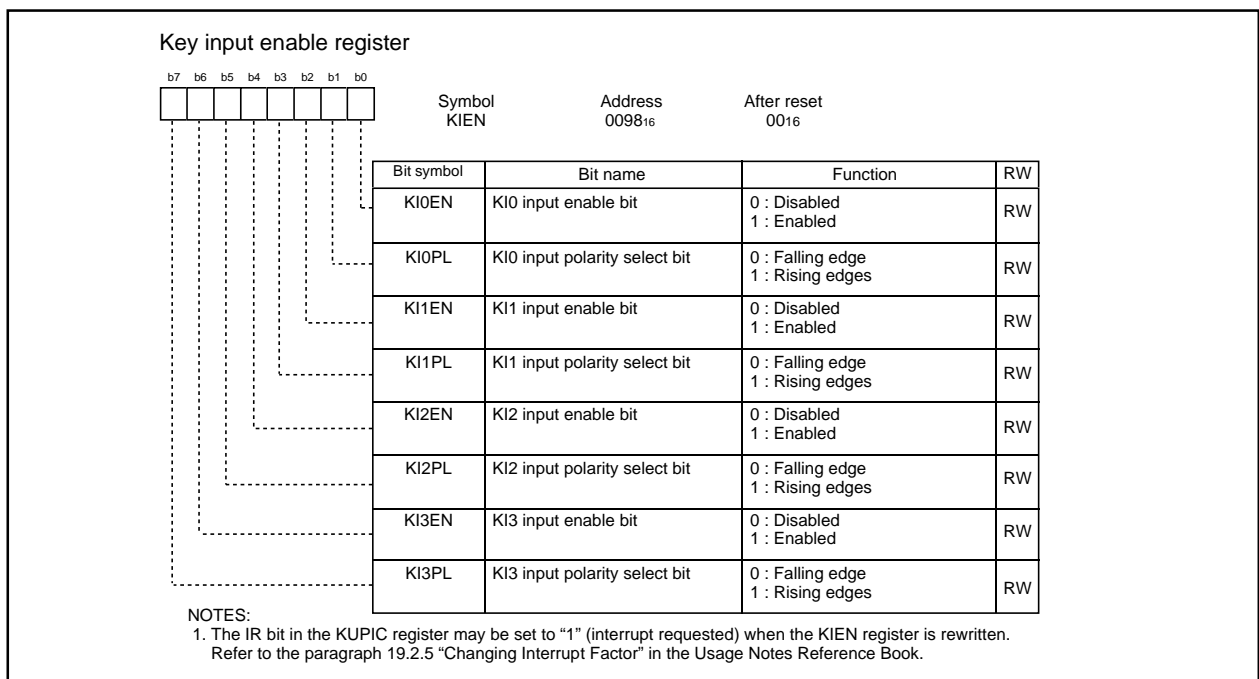 Key input enable register
b7 b6 b5 b4 b3 b2 b1 b0
Symbol Address After reset
KIEN 009816 0016
Bit symbol Bit name Function RW
KI0EN KI0 input enable bit 0 : Disabled
1 : Enabled RW
KI0PL KI0 input polarity select bit 0 : Falling edge
1 : Rising edges RW
KI1EN KI1 input enable bit 0 : Disabled
1 : Enabled RW
KI1PL KI1 input polarity select bit 0 : Falling edge
1 : Rising edges RW
KI2EN KI2 input enable bit 0 : Disabled
1 : Enabled RW
KI2PL KI2 input polarity select bit 0 : Falling edge
1 : Rising edges RW
KI3EN KI3 input enable bit 0 : Disabled
1 : Enabled RW
KI3PL KI3 input polarity select bit 0 : Falling edge
1 : Rising edges RW
NOTES:
1. The IR bit in the KUPIC register may be set to “1” (interrupt requested) when the KIEN register is rewritten.
Refer to the paragraph 19.2.5 “Changing Interrupt Factor” in the Usage Notes Reference Book.